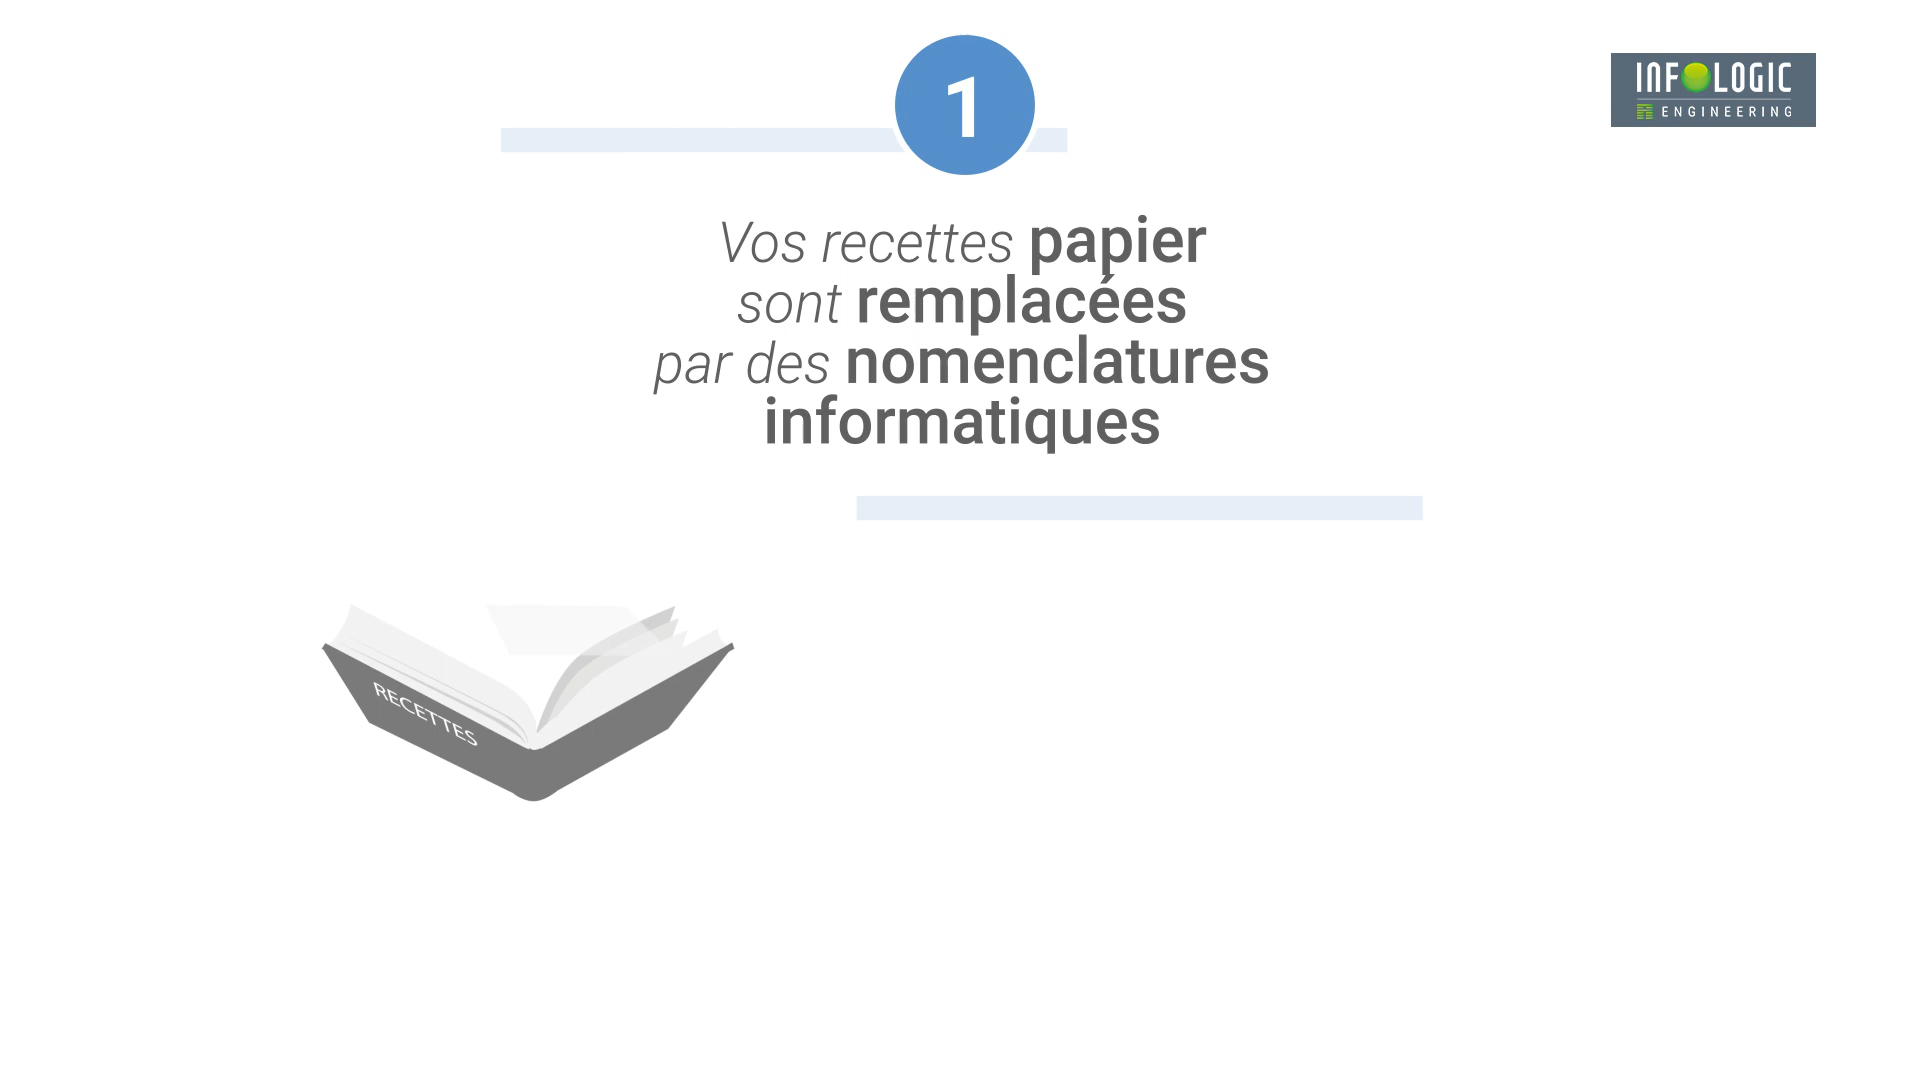 1
INFOLOGIC
ENGINEERING
Vos recettes papier
sont remplacées
par des nomenclatures
informatiques
RECETTES